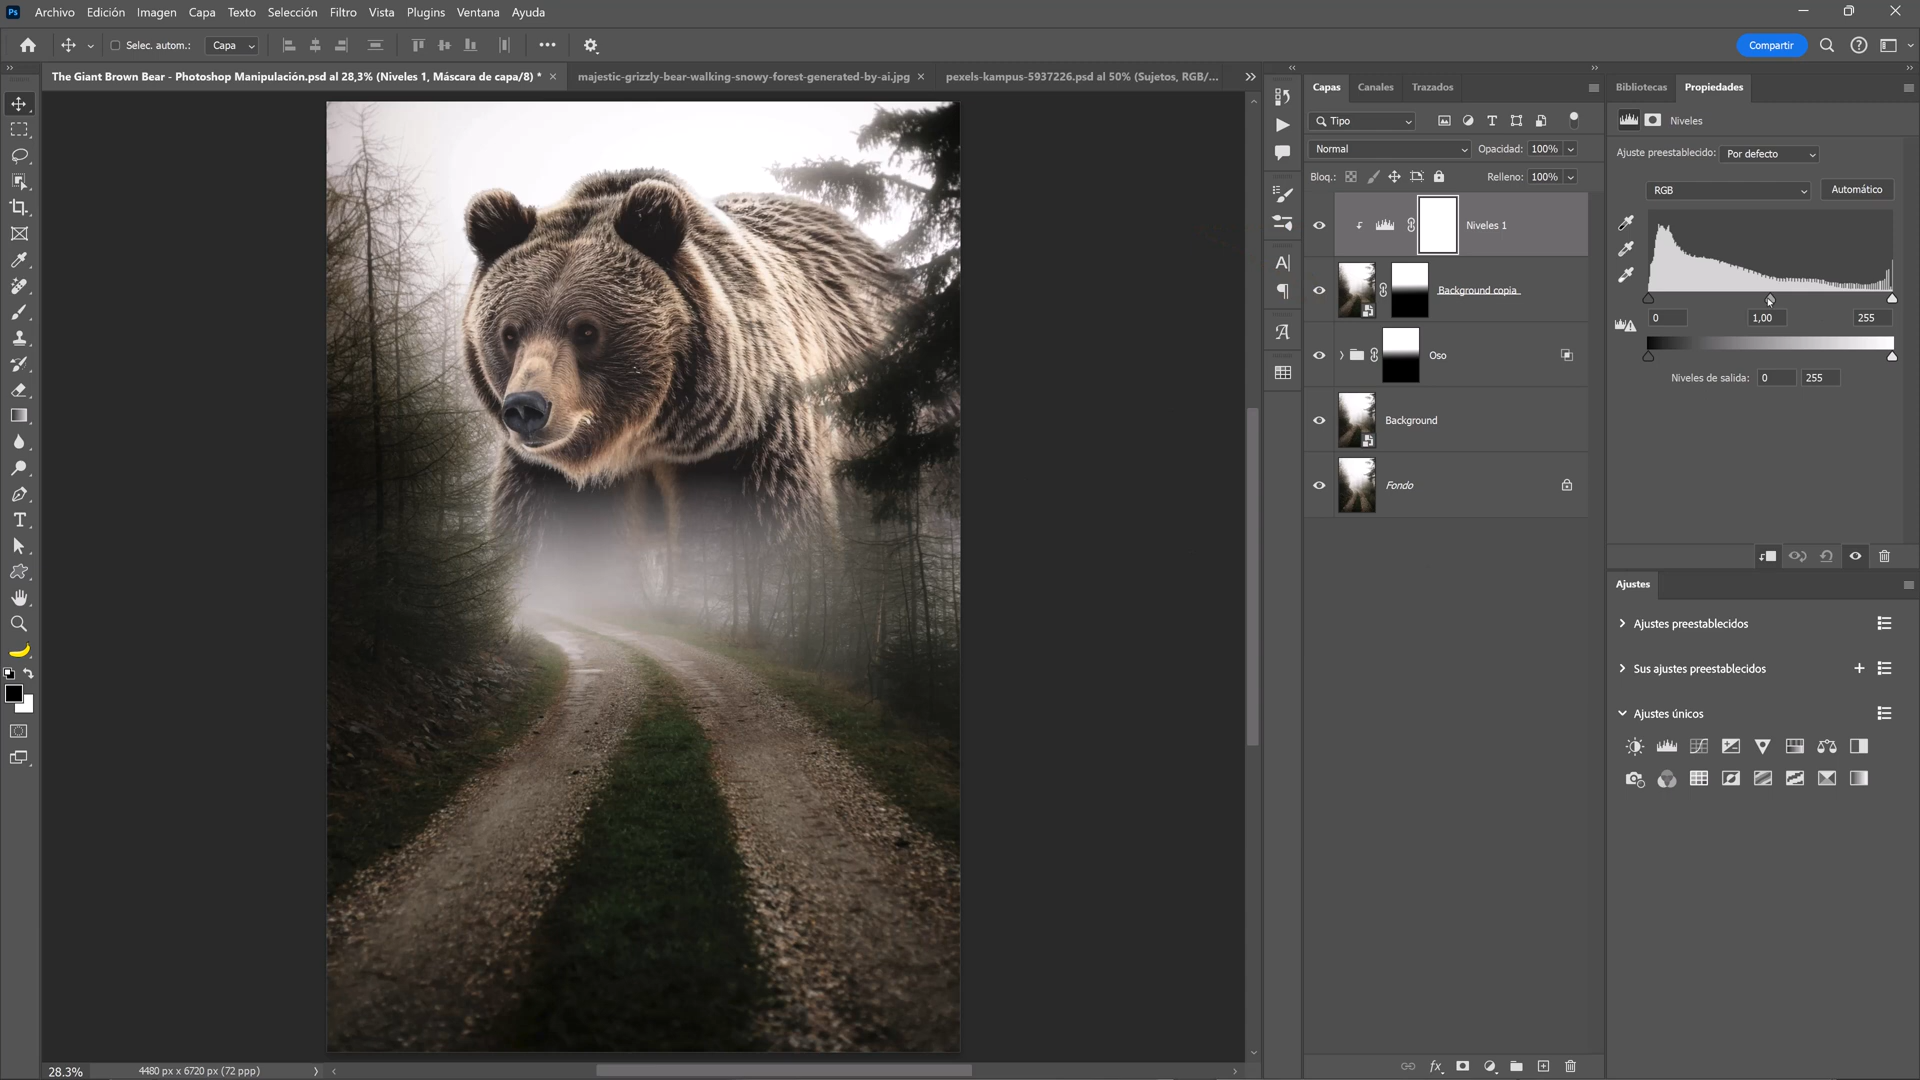 Ps Archivo Edición Imagen Capa Texto Selección Filtro Vista Plugins Ventana Ayuda
Selec. autom.: Capa Compartir
The Giant Brown Bear - Photoshop Manipulación.psd al 28,3% (Niveles 1, Máscara de capa/8) * majestic-grizzly-bear-walking-snowy-forest-generated-by-ai.jpg pexels-kampus-5937226.psd al 50% (Sujetos, RGB/...
Capas Canales Trazados
Tipo
Normal Opacidad: 100%
Bloq.: Relleno: 100%
Niveles 1
Background copia
Oso
Background
Fondo
Bibliotecas Propiedades
Niveles
Ajuste preestablecido: Por defecto
RGB Automático
0 1,00 255
Niveles de salida: 0 255
Ajustes
Ajustes preestablecidos
Sus ajustes preestablecidos
Ajustes únicos
28.3% 4480 px x 6720 px (72 ppp)